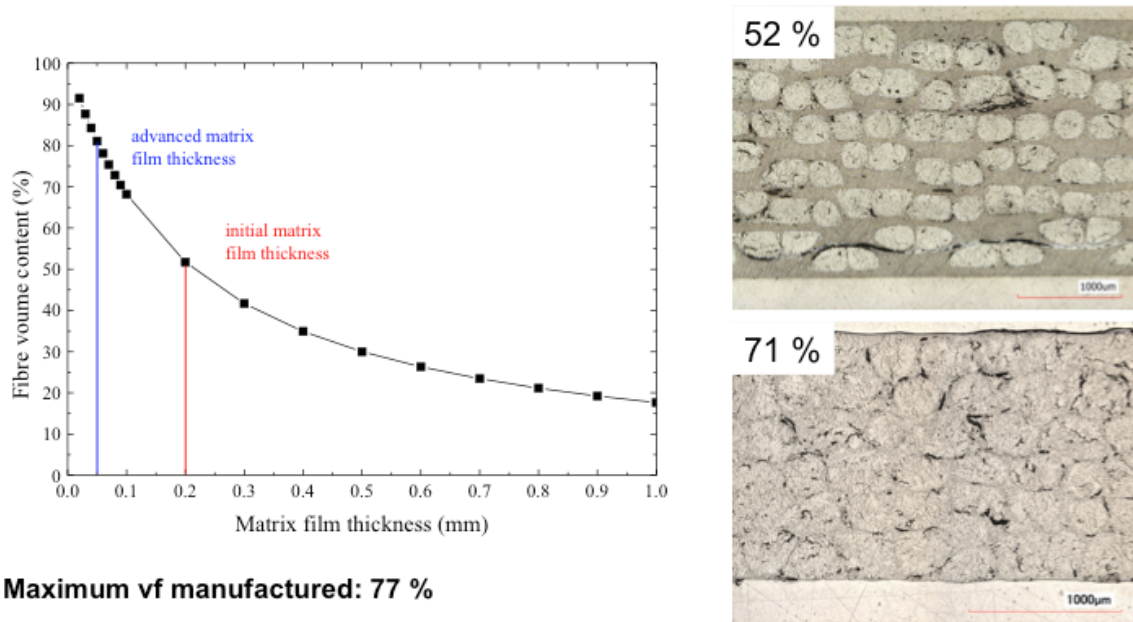 100
90
80
70
60
50
40
30
20
10
0
Fibre voume content (%)
advanced matrix
film thickness
initial matrix
film thickness
0.0 0.1 0.2 0.3 0.4 0.5 0.6 0.7 0.8 0.9 1.0
Matrix film thickness (mm)
Maximum vf manufactured: 77 %
52 %
1000µm
71 %
1000µm